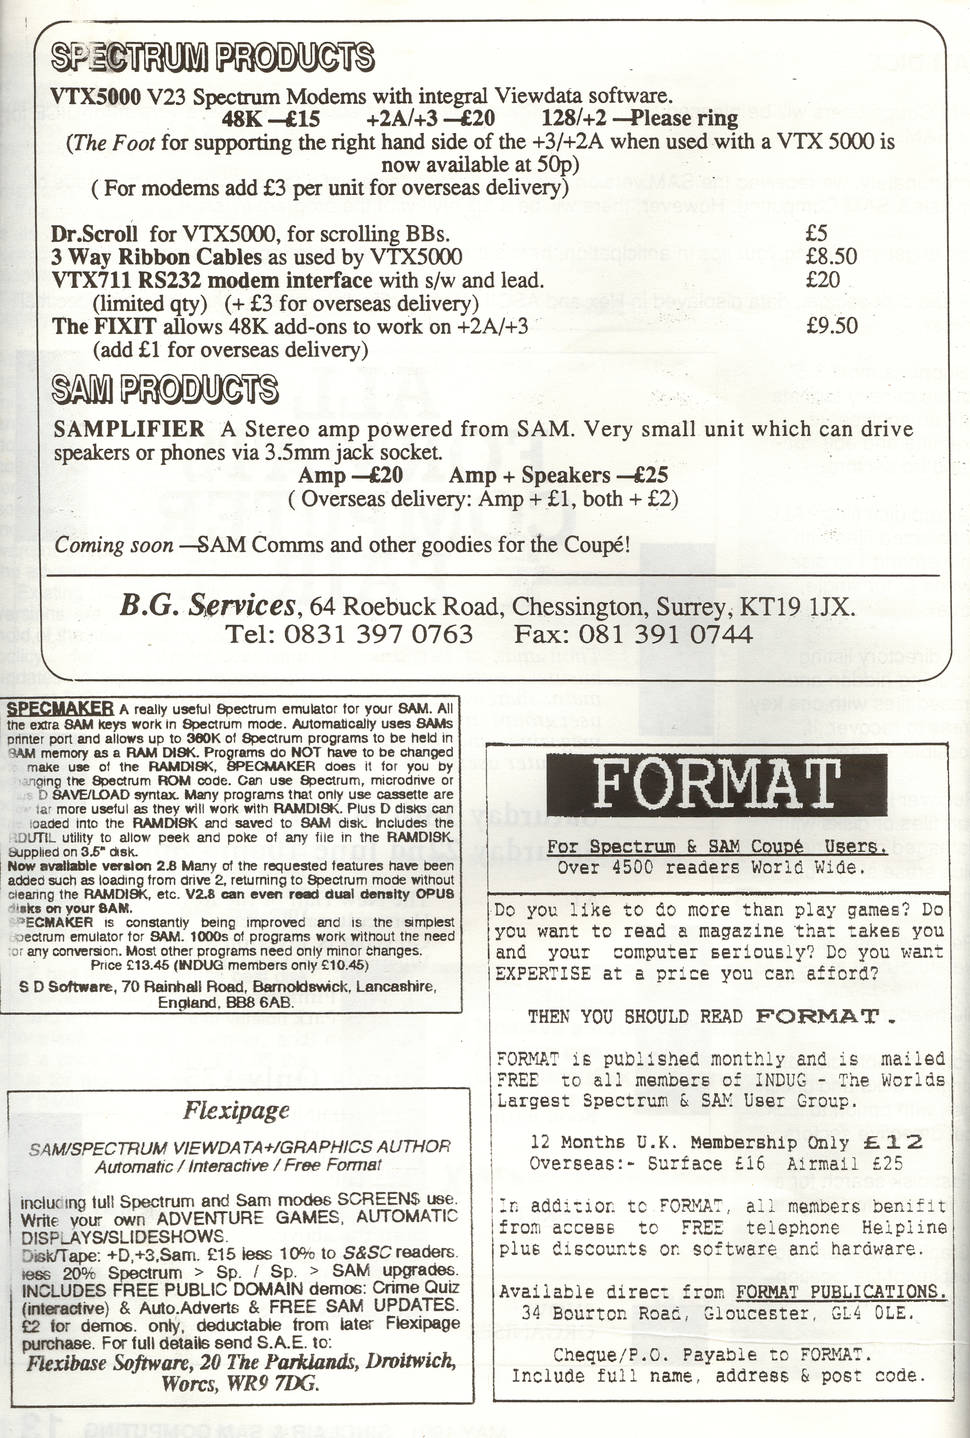 SPECTRUM PRODUCTS
VTX5000 V23 Spectrum Modems with integral Viewdata software.
48K —£15 +2A/+3 —£20 128/+2 —Please ring
(The Foot for supporting the right hand side of the +3/+2A when used with a VTX 5000 is
now available at 50p)
( For modems add £3 per unit for overseas delivery)
Dr.Scroll for VTX5000, for scrolling BBs. £5
3 Way Ribbon Cables as used by VTX5000 £8.50
VTX711 RS232 modem interface with s/w and lead. £20
(limited qty) (+ £3 for overseas delivery)
The FIXIT allows 48K add-ons to work on +2A/+3 £9.50
(add £1 for overseas delivery)
SAM PRODUCTS
SAMPLIFIER A Stereo amp powered from SAM. Very small unit which can drive
speakers or phones via 3.5mm jack socket.
Amp —£20 Amp + Speakers —£25
( Overseas delivery: Amp + £1, both + £2)
Coming soon —SAM Comms and other goodies for the Coupé!
B.G. Services, 64 Roebuck Road, Chessington, Surrey, KT19 1JX.
Tel: 0831 397 0763 Fax: 081 391 0744
SPECMAKER A really useful Spectrum emulator for your SAM. All
the extra SAM keys work in Spectrum mode. Automatically uses SAMs
printer port and allows up to 360K of Spectrum programs to be held in
SAM memory as a RAM DISK. Programs do NOT have to be changed
make use of the RAMDISK, SPECMAKER does it for you by
anging the Spectrum ROM code. Can use Spectrum, microdrive or
D SAVE/LOAD syntax. Many programs that only use cassette are
far more useful as they will work with RAMDISK. Plus D disks can
loaded into the RAMDISK and saved to SAM disk. Includes the
RDUTIL utility to allow peek and poke of any file in the RAMDISK.
Supplied on 3.5" disk.
Now available version 2.8 Many of the requested features have been
added such as loading from drive 2, returning to Spectrum mode without
clearing the RAMDISK, etc. V2.8 can even read dual density OPUS
disks on your SAM.
SPECMAKER is constantly being improved and is the simplest
spectrum emulator for SAM. 1000s of programs work without the need
for any conversion. Most other programs need only minor changes.
Price £13.45 (INDUG members only £10.45)
S D Software, 70 Rainhall Road, Barnoldswick, Lancashire,
England. BB8 6AB.
Flexipage
SAM/SPECTRUM VIEWDATA+/GRAPHICS AUTHOR
Automatic / Interactive / Free Format
including full Spectrum and Sam modes SCREEN$ use.
Write your own ADVENTURE GAMES, AUTOMATIC
DISPLAYS/SLIDESHOWS.
Disk/Tape: +D,+3,Sam. £15 less 10% to S&SC readers.
less 20% Spectrum > Sp. / Sp. > SAM upgrades.
INCLUDES FREE PUBLIC DOMAIN demos: Crime Quiz
(interactive) & Auto.Adverts & FREE SAM UPDATES.
£2 for demos. only, deductable from later Flexipage
purchase. For full details send S.A.E. to:
Flexibase Software, 20 The Parklands, Droitwich,
Worcs, WR9 7DG.
FORMAT
For Spectrum & SAM Coupé Users.
Over 4500 readers World Wide.
Do you like to do more than play games? Do
you want to read a magazine that takes you
and your computer seriously? Do you want
EXPERTISE at a price you can afford?
THEN YOU SHOULD READ FORMAT.
FORMAT is published monthly and is mailed
FREE to all members of INDUG - The Worlds
Largest Spectrum & SAM User Group.
12 Months U.K. Membership Only £12
Overseas:- Surface £16 Airmail £25
In addition to FORMAT, all members benifit
from access to FREE telephone Helpline
plus discounts on software and hardware.
Available direct from FORMAT PUBLICATIONS.
34 Bourton Road, Gloucester, GL4 0LE.
Cheque/P.O. Payable to FORMAT.
Include full name, address & post code.